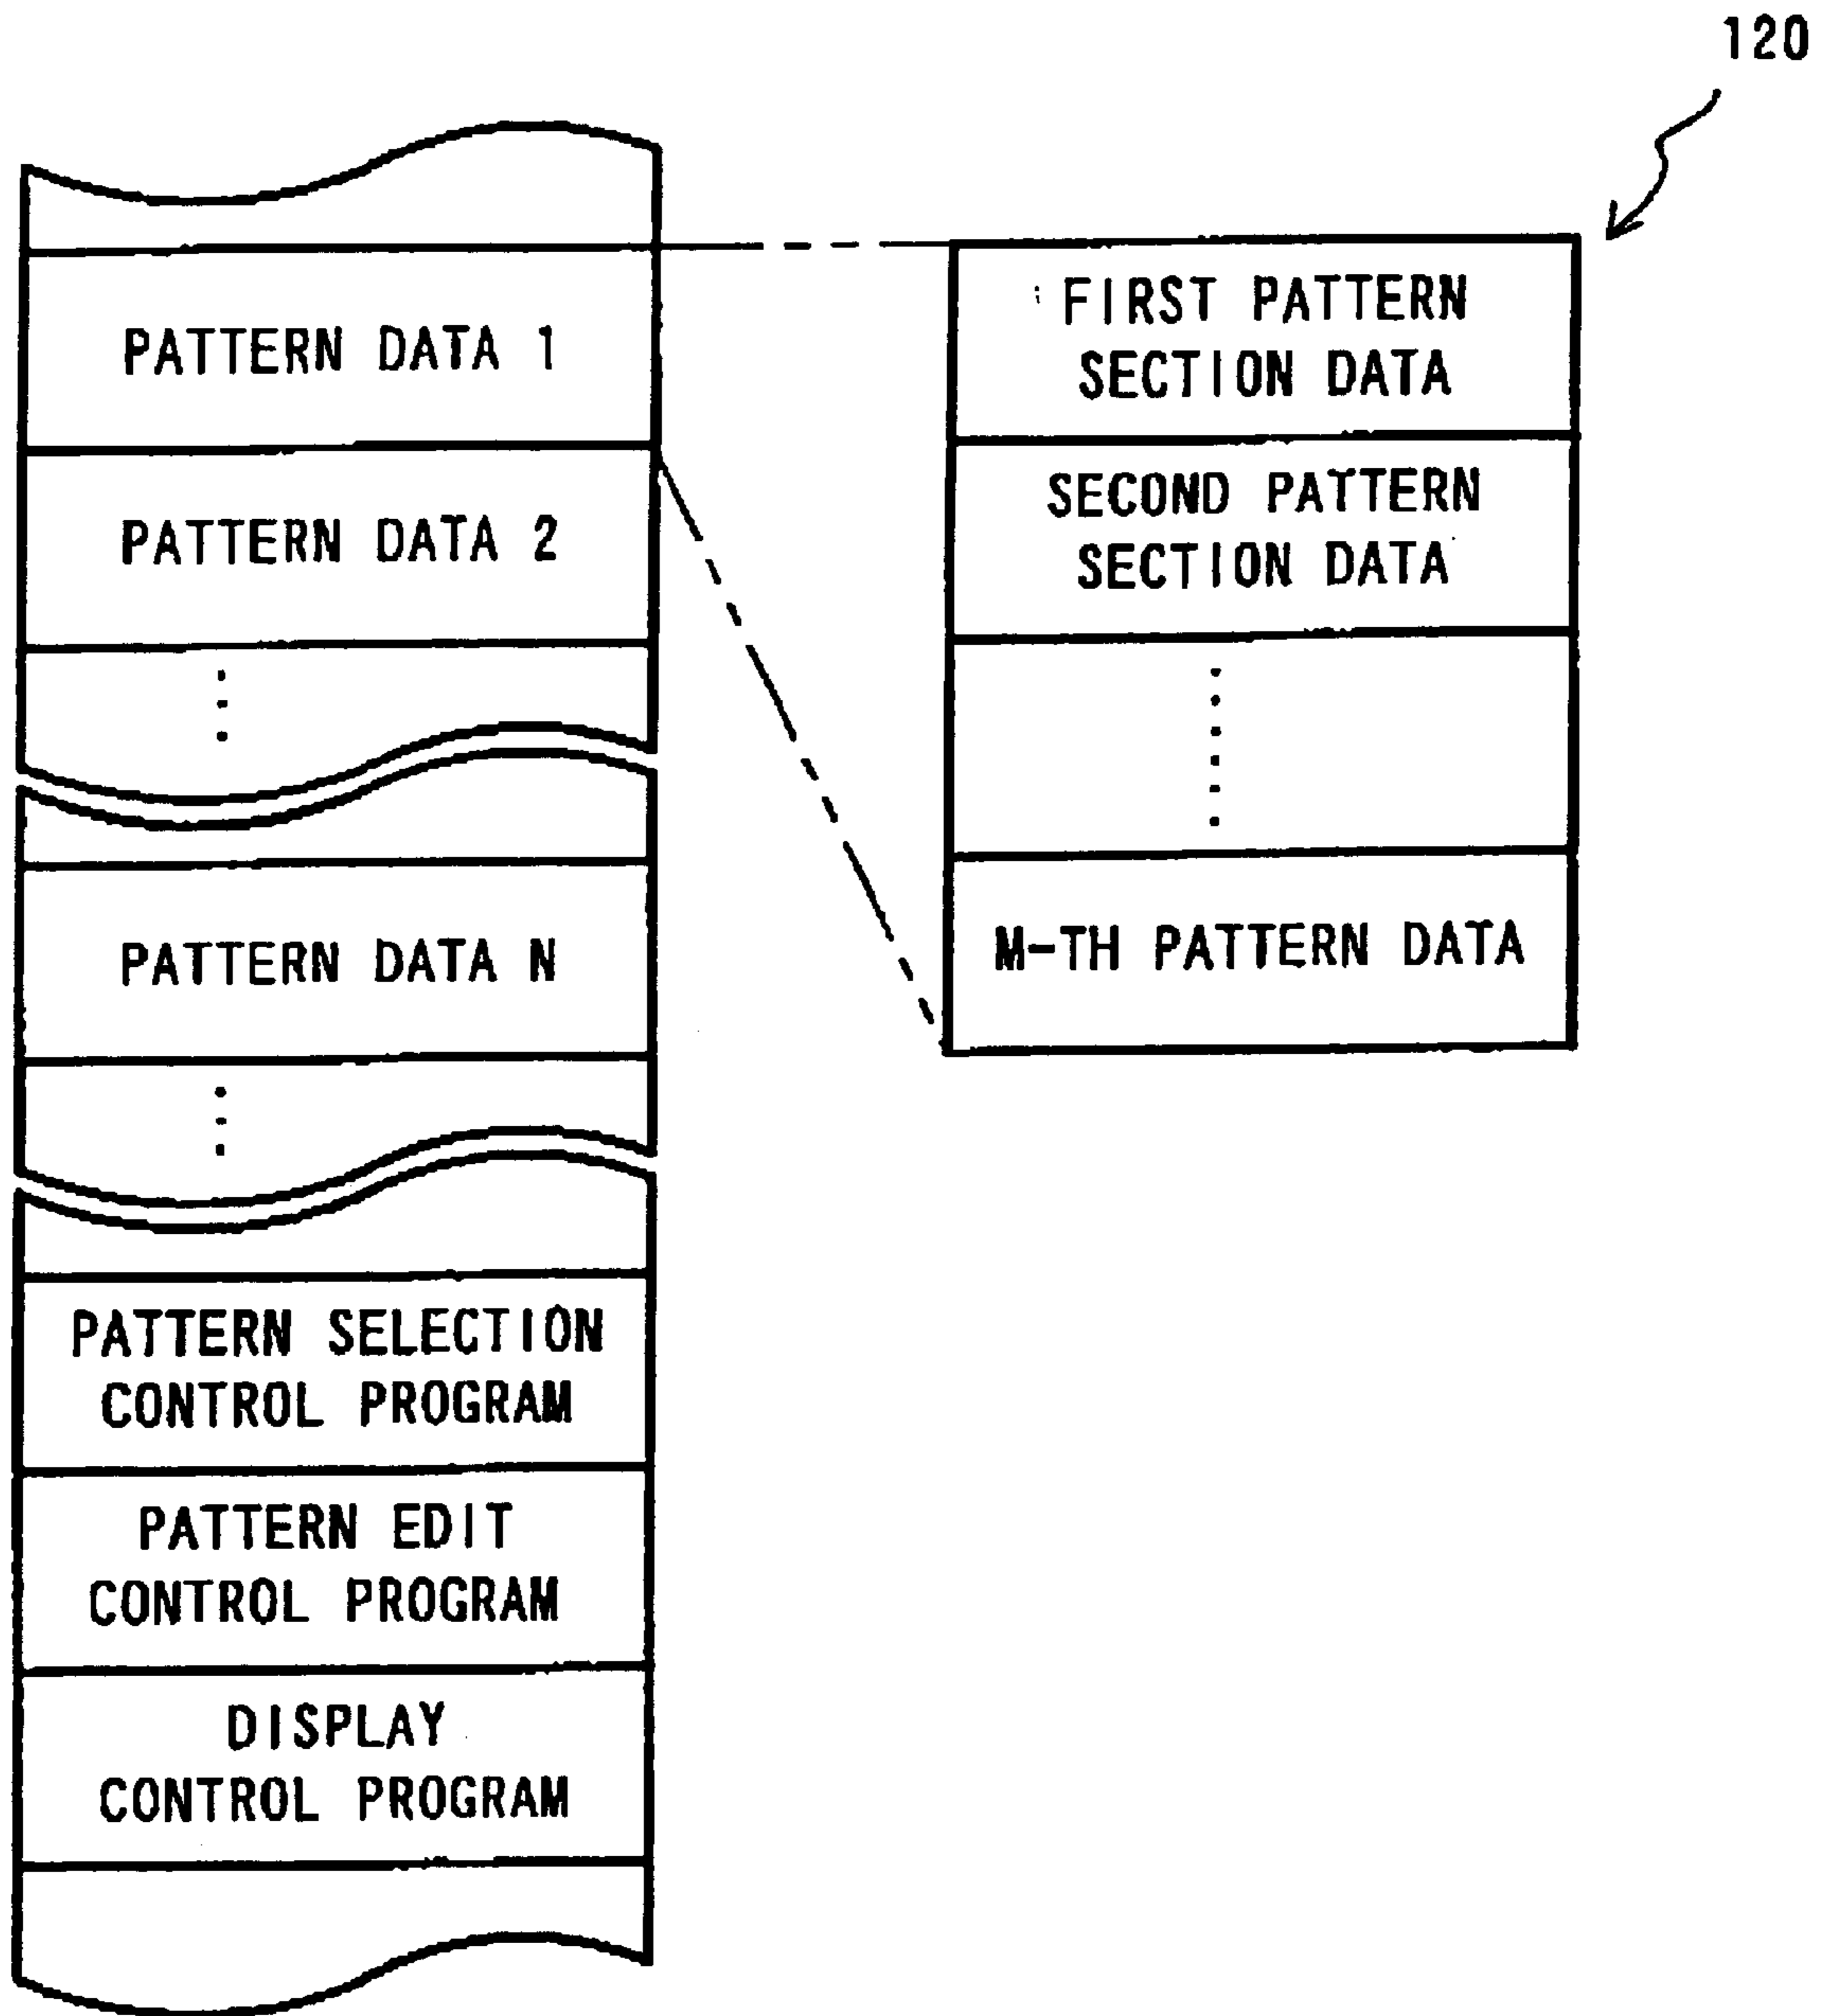 120
PATTERN DATA 1
PATTERN DATA 2
PATTERN DATA N
PATTERN SELECTION
CONTROL PROGRAM
PATTERN EDIT
CONTROL PROGRAM
DISPLAY
CONTROL PROGRAM
FIRST PATTERN
SECTION DATA
SECOND PATTERN
SECTION DATA
M-TH PATTERN DATA